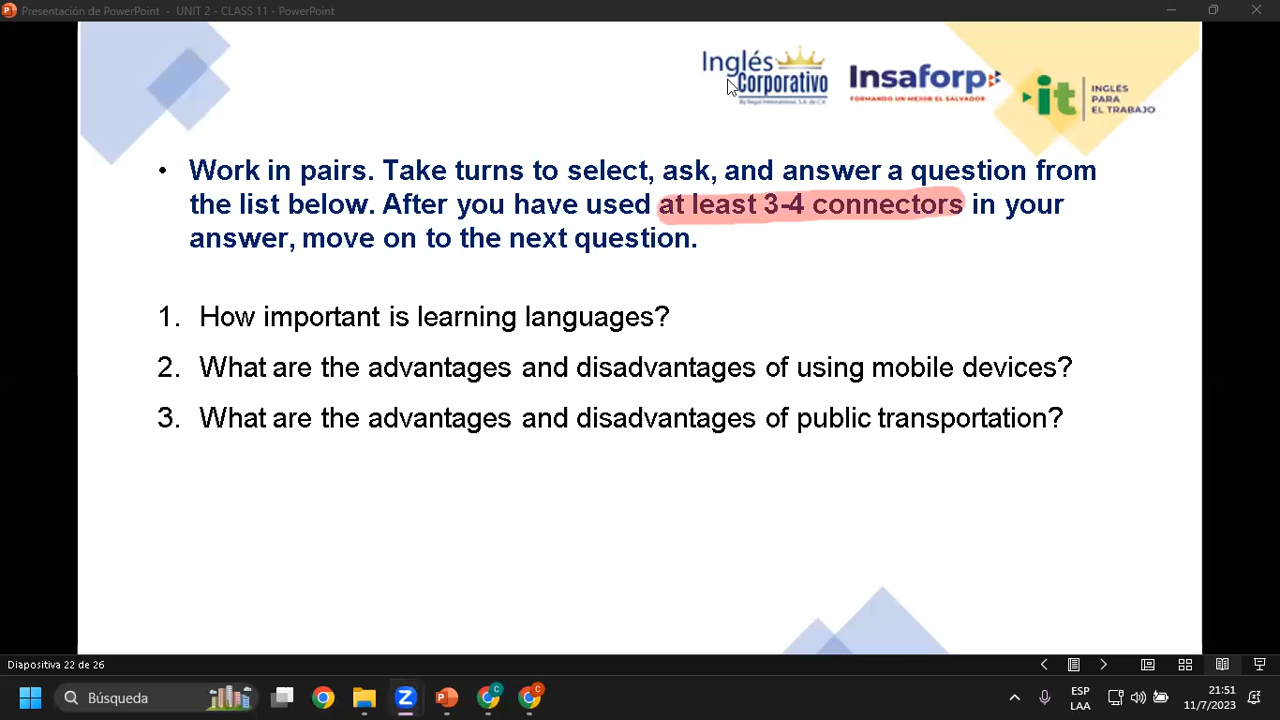 Presentación de PowerPoint - UNIT 2 - CLASS 11 - PowerPoint
Inglés
Corporativo
By Regal International, S.A. de C.V.
Insaforp
FORMANDO UN MEJOR EL SALVADOR
it
INGLÉS
PARA
EL TRABAJO
• Work in pairs. Take turns to select, ask, and answer a question from
the list below. After you have used at least 3-4 connectors in your
answer, move on to the next question.
1. How important is learning languages?
2. What are the advantages and disadvantages of using mobile devices?
3. What are the advantages and disadvantages of public transportation?
Diapositiva 22 de 26
Búsqueda
ESP
LAA
21:51
11/7/2023